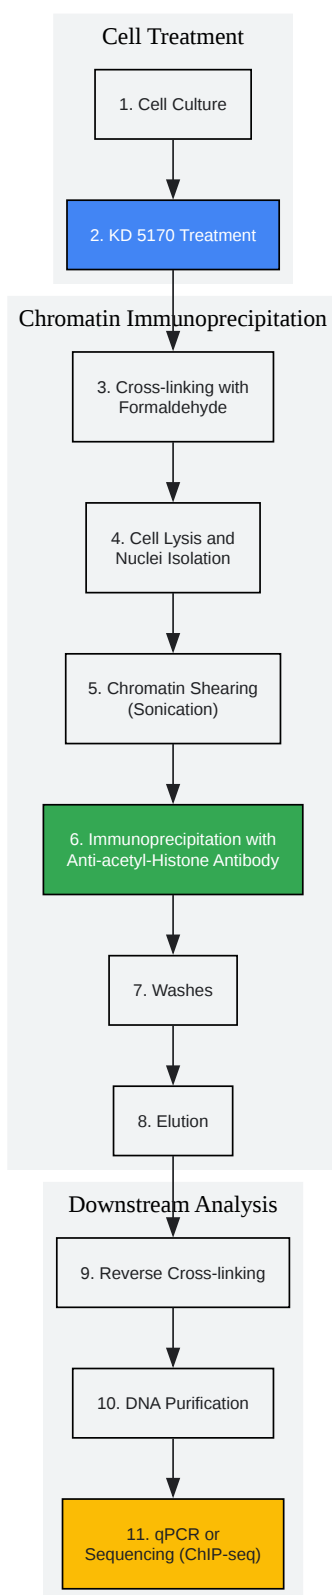 Cell Treatment
1. Cell Culture
2. KD 5170 Treatment
Chromatin Immunoprecipitation
3. Cross-linking with
Formaldehyde
4. Cell Lysis and
Nuclei Isolation
5. Chromatin Shearing
(Sonication)
6. Immunoprecipitation with
Anti-acetyl-Histone Antibody
7. Washes
8. Elution
Downstream Analysis
9. Reverse Cross-linking
10. DNA Purification
11. qPCR or
Sequencing (ChIP-seq)